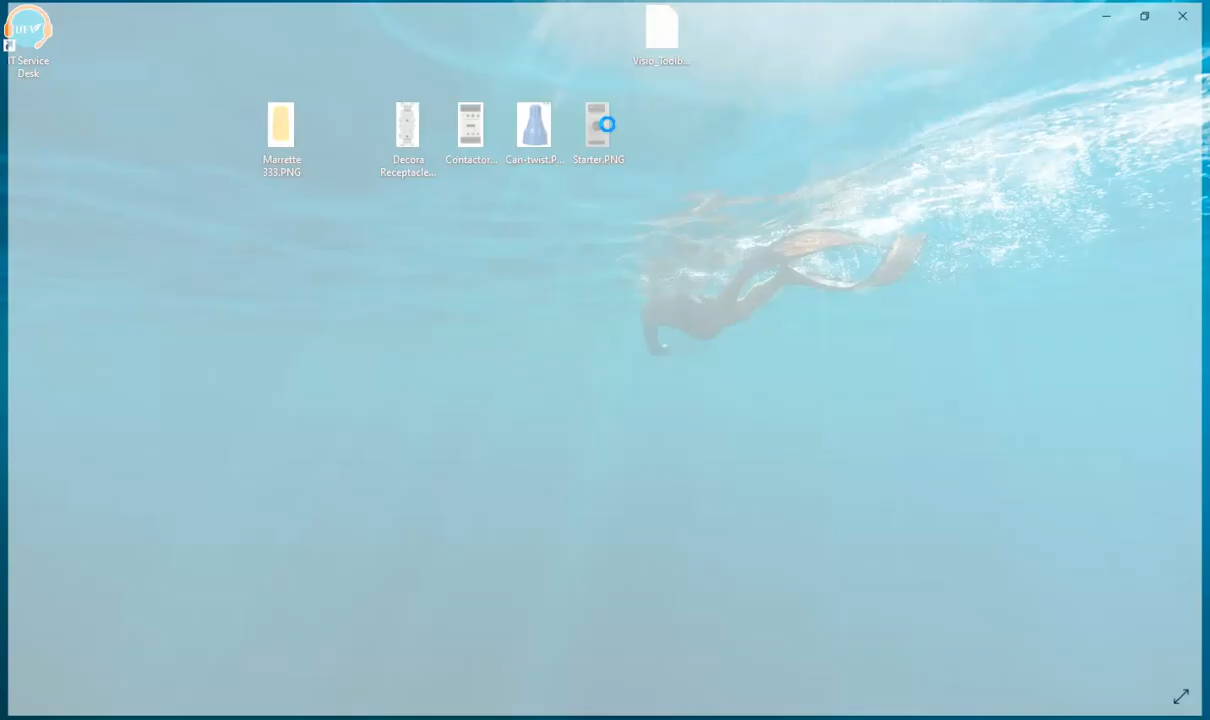 IT Service
Desk
Visio_Toolb...
Marrette
333.PNG
Decora
Receptacle...
Contactor...
Can-twist.P...
Starter.PNG